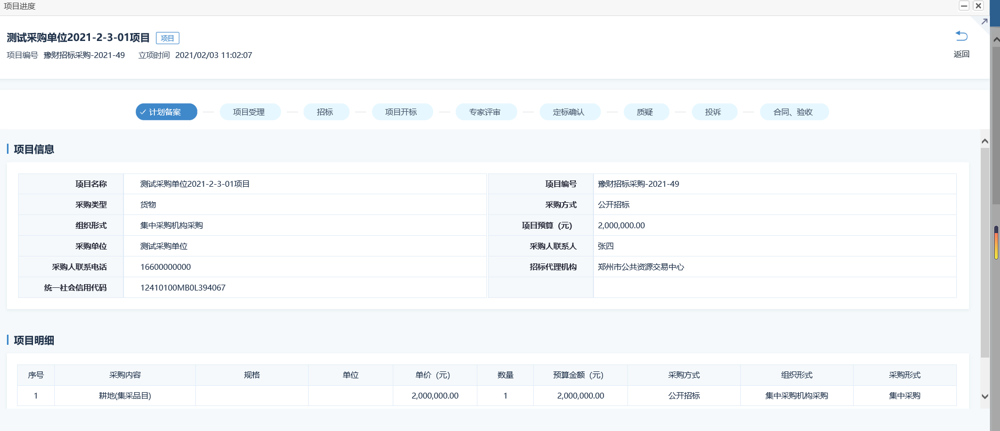 项目进度
测试采购单位2021-2-3-01项目 项目
项目编号 豫财招标采购-2021-49 立项时间 2021/02/03 11:02:07
返回
计划备案 项目受理 招标 项目开标 专家评审 定标确认 质疑 投诉 合同、验收
项目信息
项目名称 测试采购单位2021-2-3-01项目 项目编号 豫财招标采购-2021-49
采购类型 货物 采购方式 公开招标
组织形式 集中采购机构采购 项目预算（元） 2,000,000.00
采购单位 测试采购单位 采购人联系人 张四
采购人联系电话 16600000000 招标代理机构 郑州市公共资源交易中心
统一社会信用代码 12410100MB0L394067
项目明细
序号 采购内容 规格 单位 单价（元） 数量 预算金额（元） 采购方式 组织形式 采购形式
1 耕地(集采品目) 2,000,000.00 1 2,000,000.00 公开招标 集中采购机构采购 集中采购